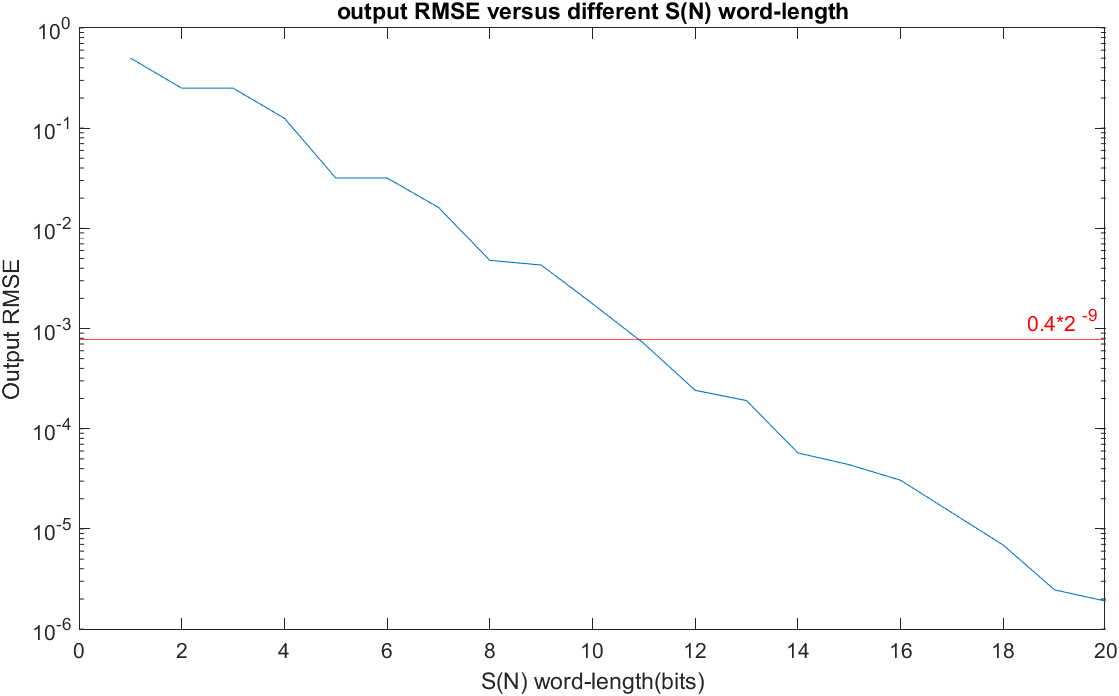 output RMSE versus different S(N) word-length
10^0
10^-1
10^-2
10^-3
10^-4
10^-5
10^-6
Output RMSE
0.4*2 ^-9
0 2 4 6 8 10 12 14 16 18 20
S(N) word-length(bits)